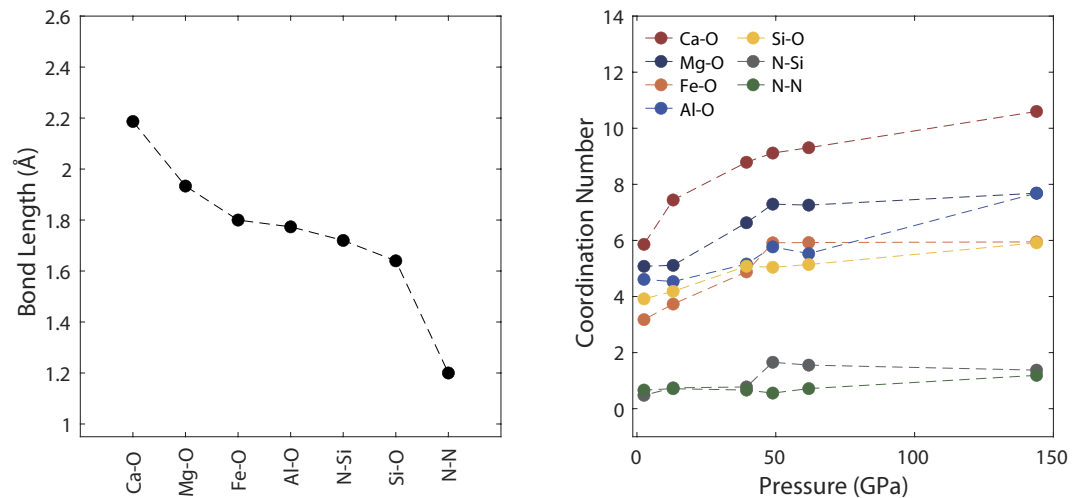 2.6
2.4
2.2
2
1.8
1.6
1.4
1.2
1
Bond Length (Å)
Ca-O
Mg-O
Fe-O
Al-O
N-Si
Si-O
N-N
14
12
10
8
6
4
2
0
Coordination Number
Ca-O
Mg-O
Fe-O
Al-O
Si-O
N-Si
N-N
0
50
100
150
Pressure (GPa)